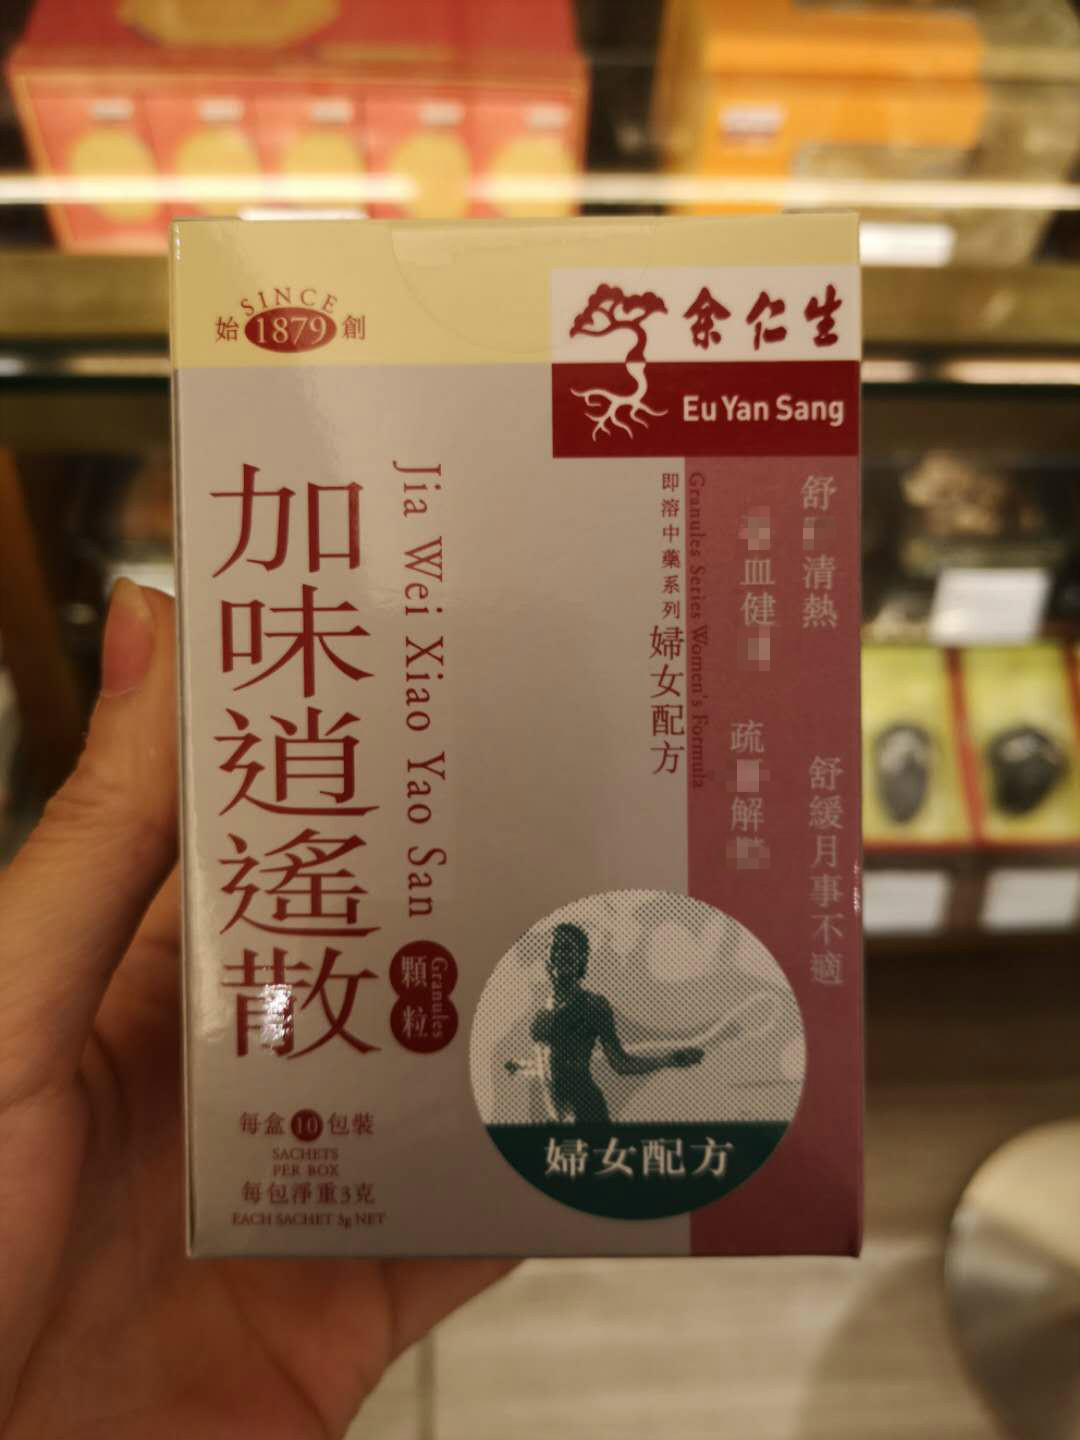 SINCE
始 1879 創
余仁生
Eu Yan Sang
加味逍遙散
Jia Wei Xiao Yao San
顆粒
Granules
即溶中藥系列 婦女配方
Granules Series Women's Formula
舒 清熱
血健
疏 解
舒緩月事不適
婦女配方
每盒 10 包裝
SACHETS
PER BOX
每包淨重3克
EACH SACHET 3g NET